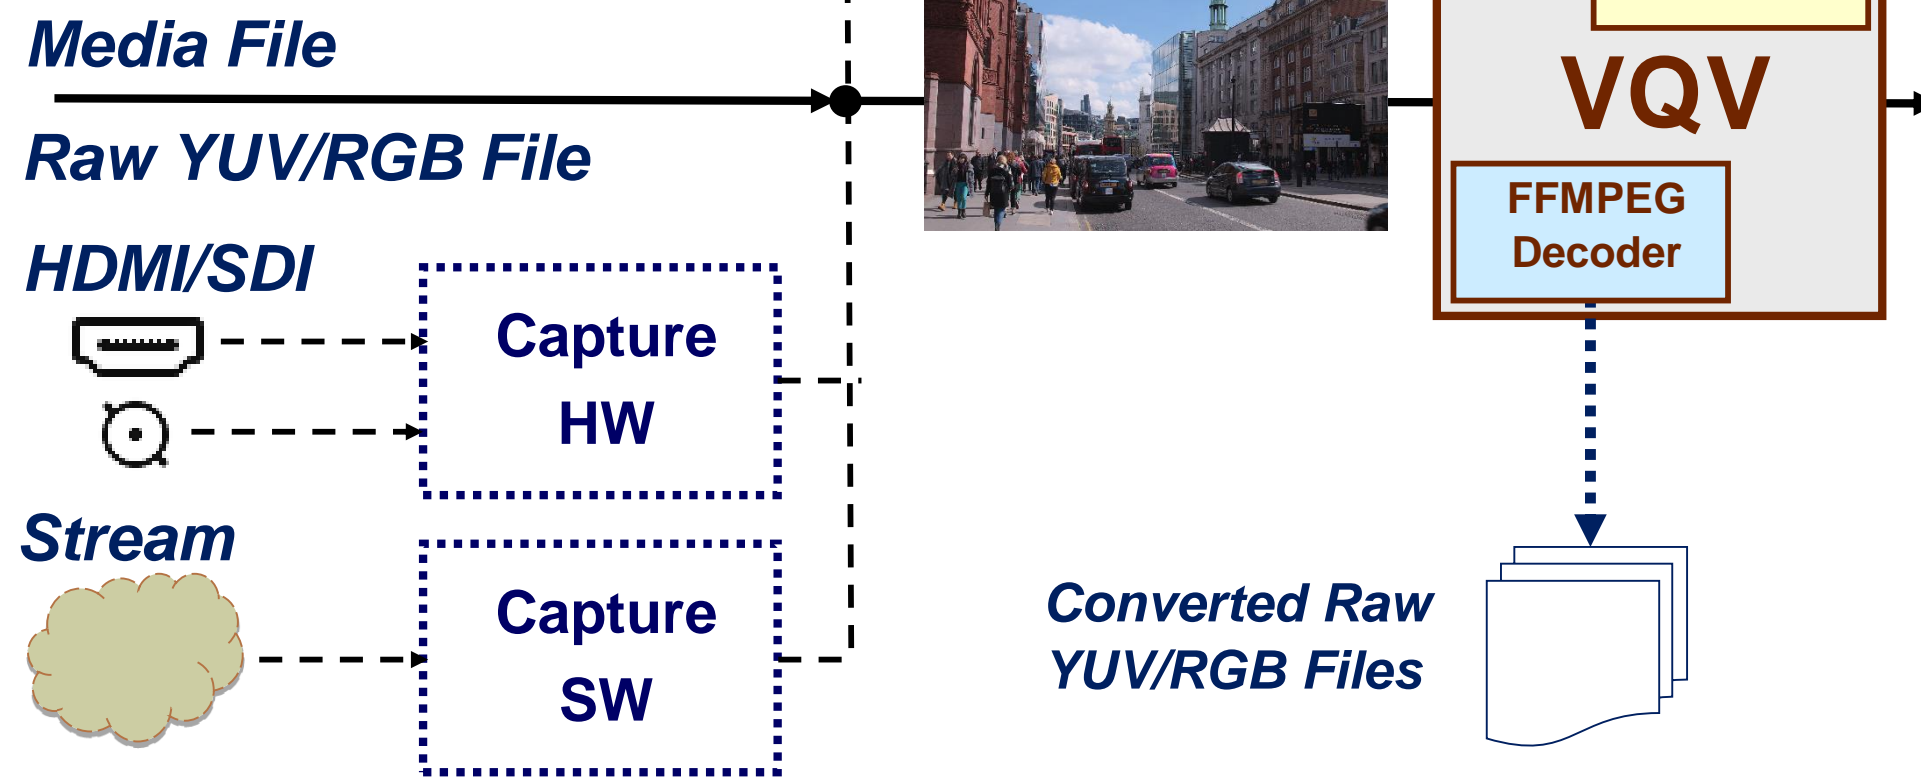 Media File
Raw YUV/RGB File
HDMI/SDI
Capture
HW
Stream
Capture
SW
VQV
FFMPEG
Decoder
Converted Raw
YUV/RGB Files